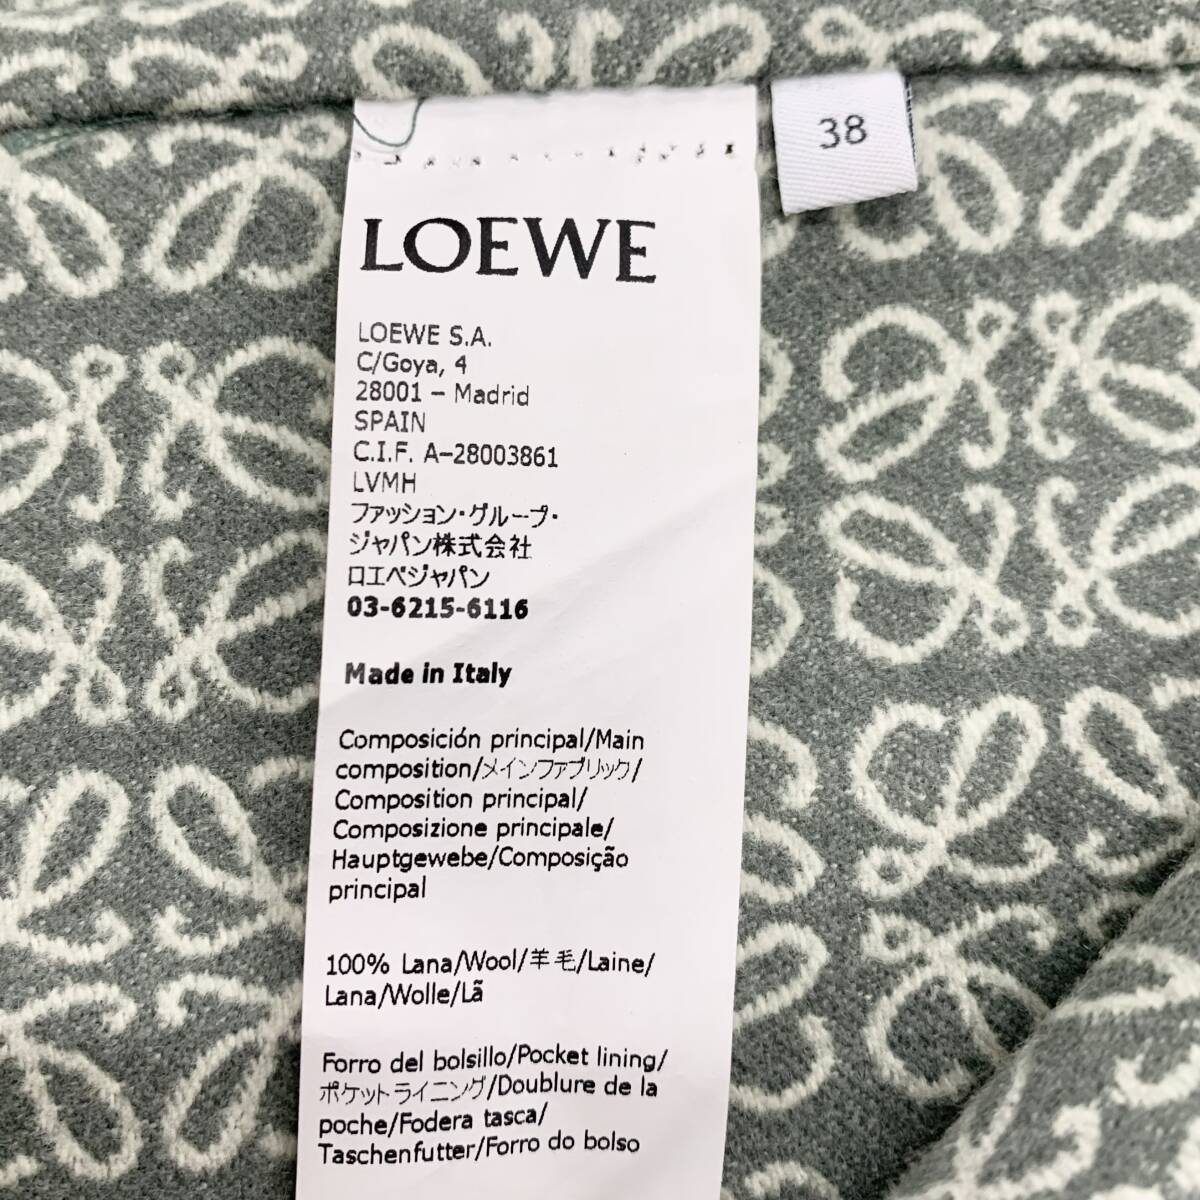 38
LOEWE
LOEWE S.A.
C/Goya, 4
28001 – Madrid
SPAIN
C.I.F. A-28003861
LVMH
ファッション・グループ・
ジャパン株式会社
ロエベジャパン
03-6215-6116
Made in Italy
Composición principal/Main
composition/メインファブリック/
Composition principal/
Composizione principale/
Hauptgewebe/Composição
principal
100% Lana/Wool/羊毛/Laine/
Lana/Wolle/Lã
Forro del bolsillo/Pocket lining/
ポケットライニング/Doublure de la
poche/Fodera tasca/
Taschenfutter/Forro do bolso